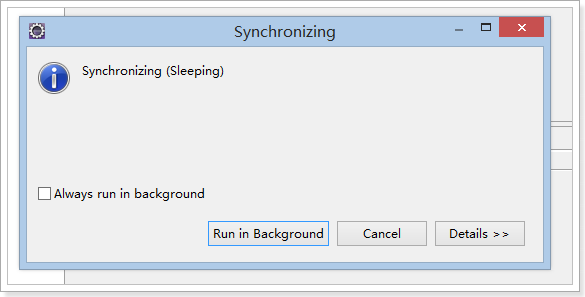 Synchronizing
Synchronizing (Sleeping)
Always run in background
Run in Background
Cancel
Details >>